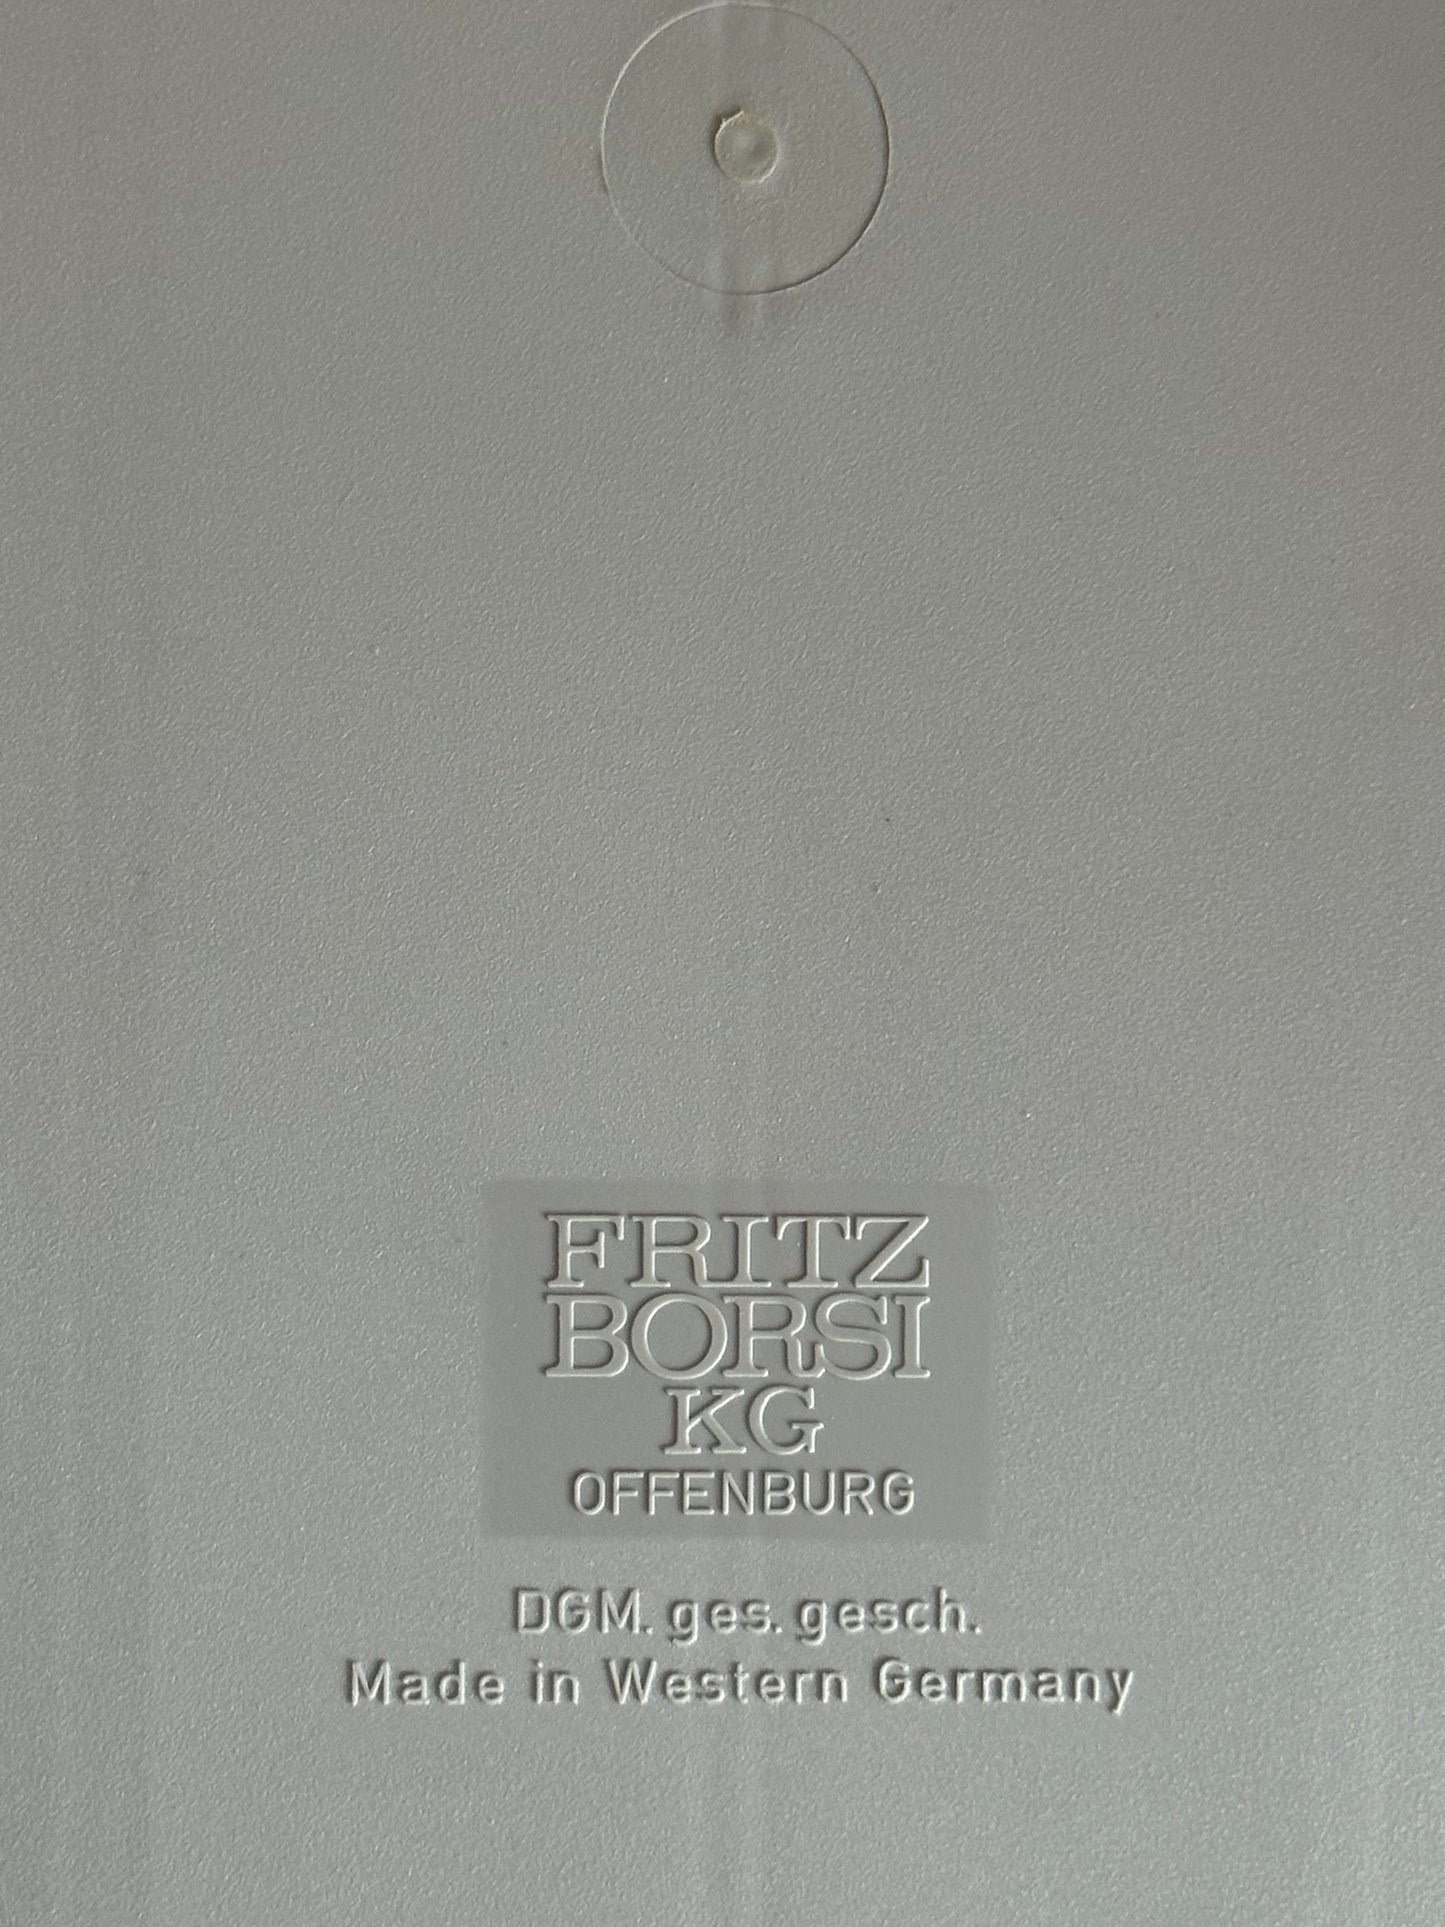 FRITZ
BORSI
KG
OFFENBURG
DGM. ges. gesch.
Made in Western Germany